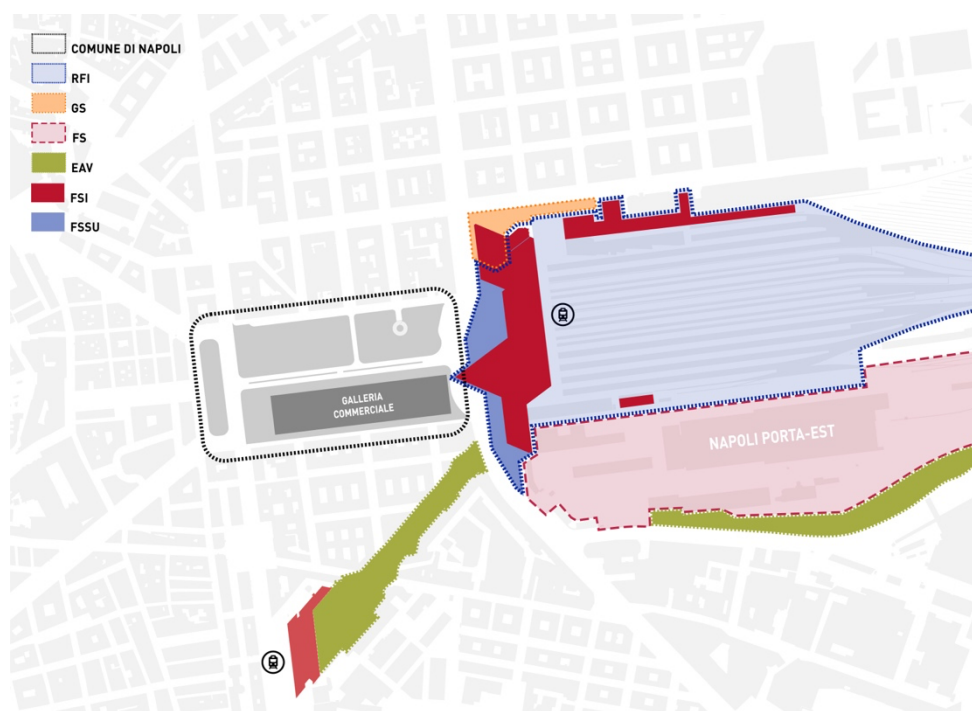 COMUNE DI NAPOLI
RFI
GS
FS
EAV
FSI
FSSU
GALLERIA
COMMERCIALE
NAPOLI PORTA-EST